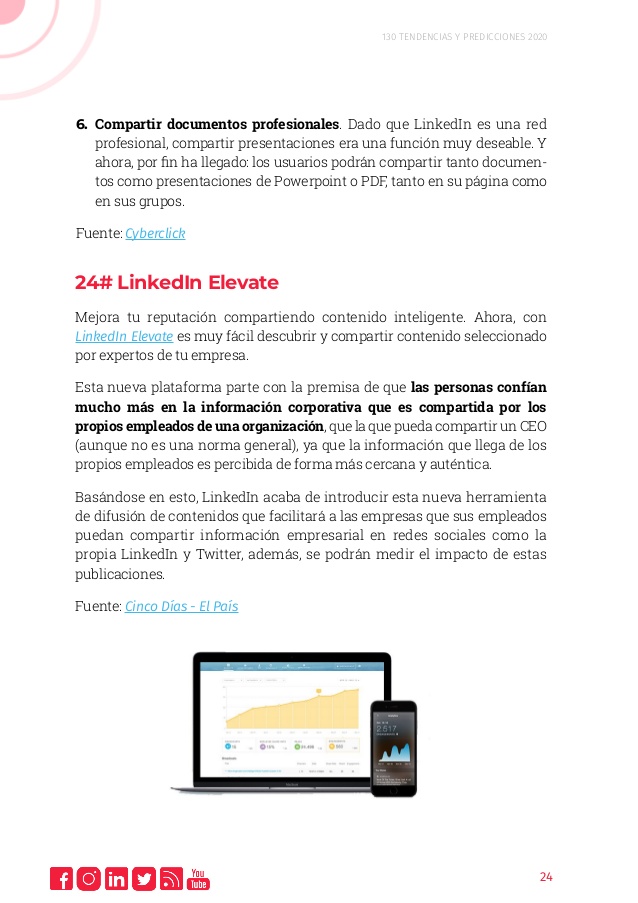 130 TENDENCIAS Y PREDICCIONES 2020
6. Compartir documentos profesionales. Dado que LinkedIn es una red
profesional, compartir presentaciones era una función muy deseable. Y
ahora, por fin ha llegado: los usuarios podrán compartir tanto documen-
tos como presentaciones de Powerpoint o PDF, tanto en su página como
en sus grupos.
Fuente: Cyberclick
24# LinkedIn Elevate
Mejora tu reputación compartiendo contenido inteligente. Ahora, con
LinkedIn Elevate es muy fácil descubrir y compartir contenido seleccionado
por expertos de tu empresa.
Esta nueva plataforma parte con la premisa de que las personas confían
mucho más en la información corporativa que es compartida por los
propios empleados de una organización, que la que pueda compartir un CEO
(aunque no es una norma general), ya que la información que llega de los
propios empleados es percibida de forma más cercana y auténtica.
Basándose en esto, LinkedIn acaba de introducir esta nueva herramienta
de difusión de contenidos que facilitará a las empresas que sus empleados
puedan compartir información empresarial en redes sociales como la
propia LinkedIn y Twitter, además, se podrán medir el impacto de estas
publicaciones.
Fuente: Cinco Días - El País
2,517
You
Tube
24